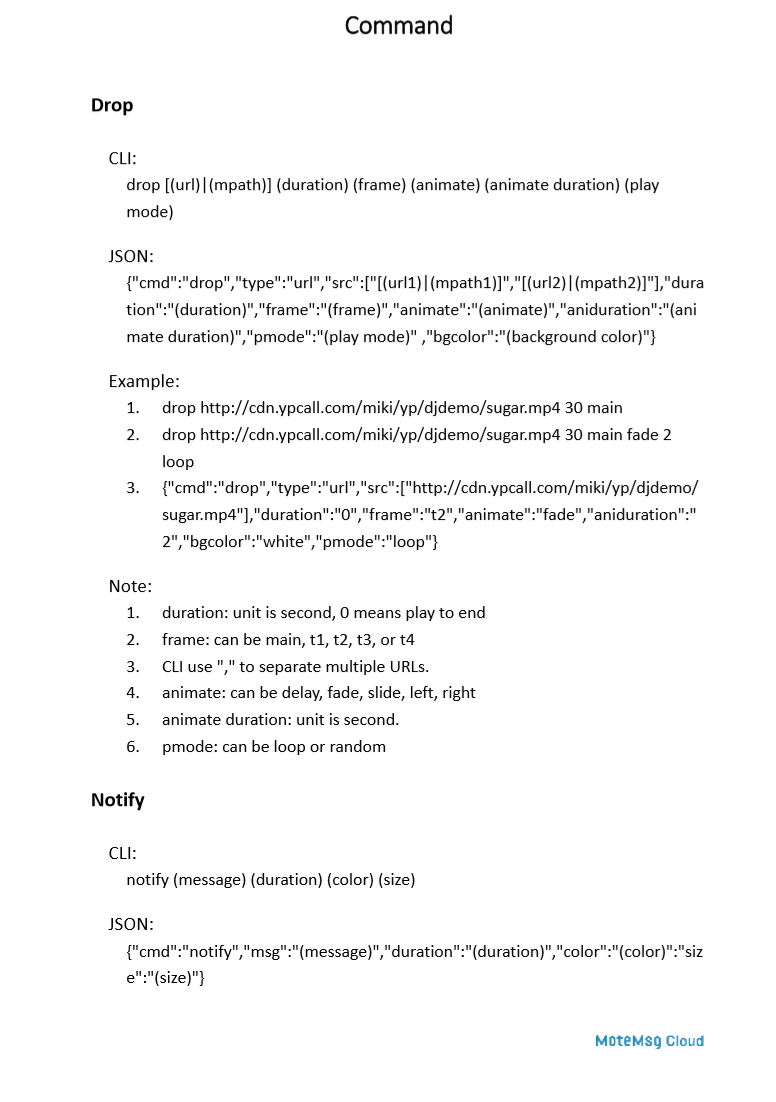 Command
Drop
CLI:
drop [(url)|(mpath)] (duration) (frame) (animate) (animate duration) (play
mode)
JSON:
{"cmd":"drop","type":"url","src":["[(url1)|(mpath1)]","[(url2)|(mpath2)]"],"dura
tion":"(duration)","frame":"(frame)","animate":"(animate)","aniduration":"(ani
mate duration)","pmode":"(play mode)" ,"bgcolor":"(background color)"}
Example:
1. drop http://cdn.ypcall.com/miki/yp/djdemo/sugar.mp4 30 main
2. drop http://cdn.ypcall.com/miki/yp/djdemo/sugar.mp4 30 main fade 2
loop
3. {"cmd":"drop","type":"url","src":["http://cdn.ypcall.com/miki/yp/djdemo/
sugar.mp4"],"duration":"0","frame":"t2","animate":"fade","aniduration":"
2","bgcolor":"white","pmode":"loop"}
Note:
1. duration: unit is second, 0 means play to end
2. frame: can be main, t1, t2, t3, or t4
3. CLI use "," to separate multiple URLs.
4. animate: can be delay, fade, slide, left, right
5. animate duration: unit is second.
6. pmode: can be loop or random
Notify
CLI:
notify (message) (duration) (color) (size)
JSON:
{"cmd":"notify","msg":"(message)","duration":"(duration)","color":"(color)":"siz
e":"(size)"}
MoteMsg Cloud